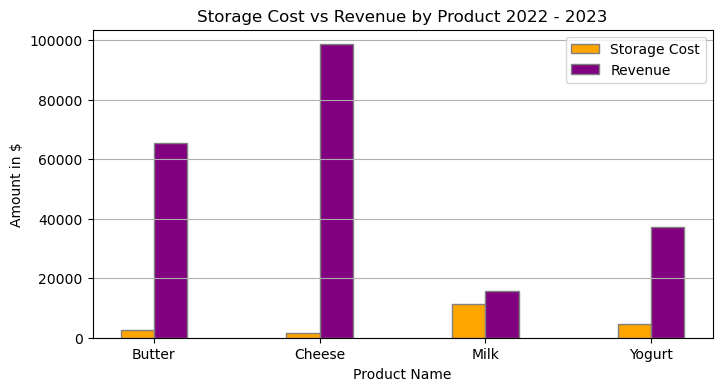 Storage Cost vs Revenue by Product 2022 - 2023
Storage Cost
Revenue
Amount in $
100000
80000
60000
40000
20000
0
Butter
Cheese
Milk
Yogurt
Product Name